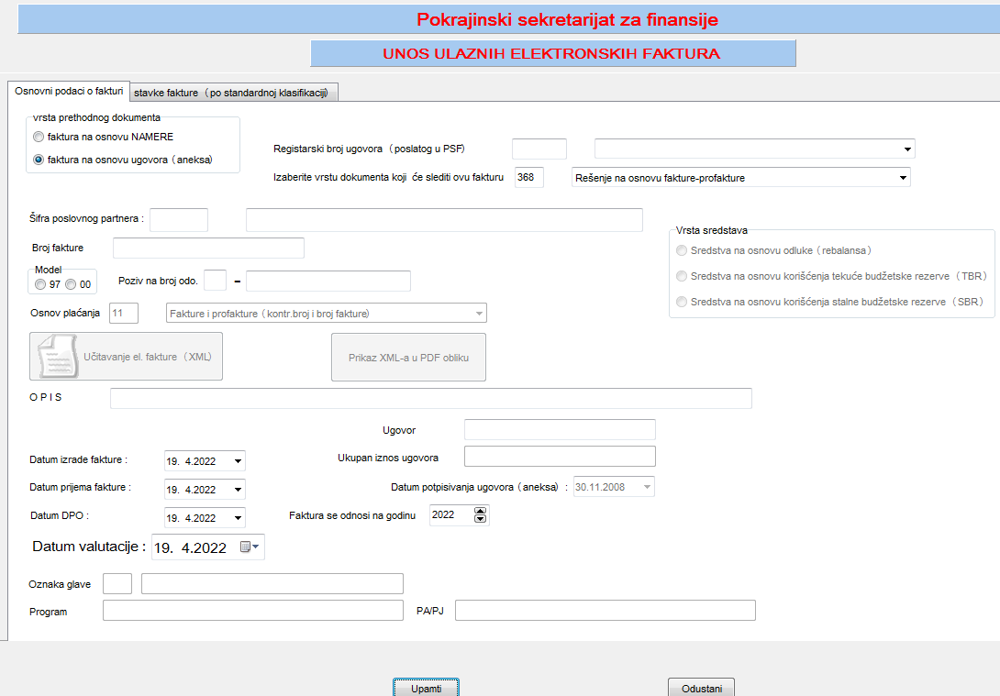 Pokrajinski sekretarijat za finansije
UNOS ULAZNIH ELEKTRONSKIH FAKTURA
Osnovni podaci o fakturi
stavke fakture (po standardnoj klasifikaciji)
vrsta prethodnog dokumenta
faktura na osnovu NAMERE
faktura na osnovu ugovora (aneksa)
Registarski broj ugovora (poslatog u PSF)
Izaberite vrstu dokumenta koji će slediti ovu fakturu 368 Rešenje na osnovu fakture-profakture
Šifra poslovnog partnera :
Broj fakture
Model
97 00
Poziv na broj odo. –
Osnov plaćanja 11 Fakture i profakture (kontr.broj i broj fakture)
Vrsta sredstava
Sredstva na osnovu odluke (rebalansa)
Sredstva na osnovu korišćenja tekuće budžetske rezerve (TBR)
Sredstva na osnovu korišćenja stalne budžetske rezerve (SBR)
Učitavanje el. fakture (XML)
Prikaz XML-a u PDF obliku
O P I S
Ugovor
Datum izrade fakture : 19. 4.2022
Ukupan iznos ugovora
Datum prijema fakture : 19. 4.2022
Datum potpisivanja ugovora (aneksa) : 30.11.2008
Datum DPO : 19. 4.2022
Faktura se odnosi na godinu 2022
Datum valutacije : 19. 4.2022
Oznaka glave
Program
PA/PJ
Upamti
Odustani